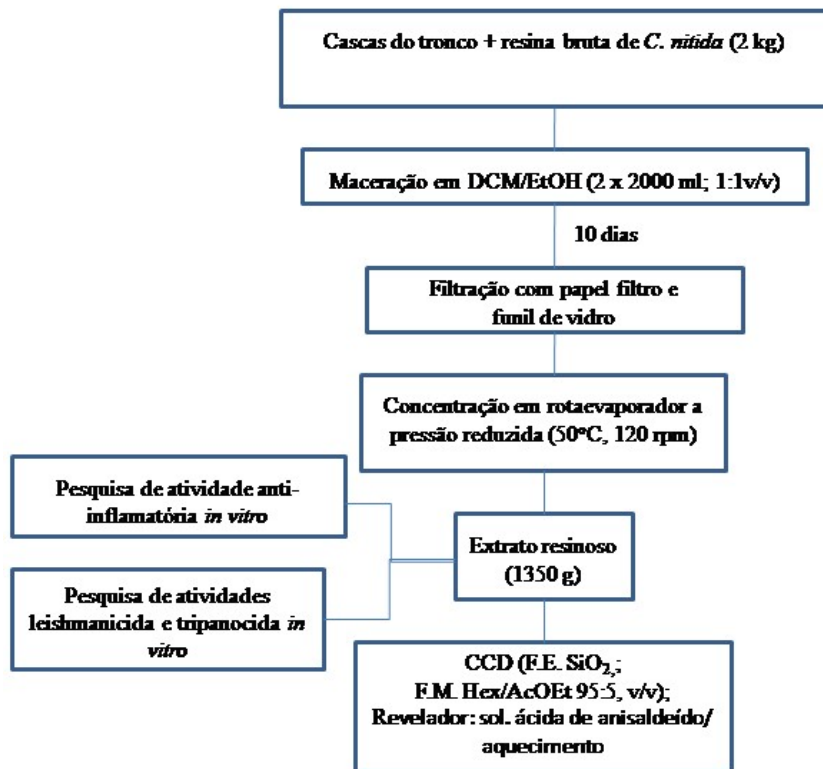 Cascas do tronco + resina bruta de C. nitida (2 kg)
Maceração em DCM/EtOH (2 x 2000 ml; 1:1v/v)
10 dias
Filtração com papel filtro e
funil de vidro
Concentração em rotaevaporador a
pressão reduzida (50°C, 120 rpm)
Pesquisa de atividade anti-
inflamatória in vitro
Extrato resinoso
(1350 g)
Pesquisa de atividades
leishmanicida e tripanocida in
vitro
CCD (F.E. SiO₂,;
F.M. Hex/AcOEt 95:5, v/v);
Revelador: sol. ácida de anisaldeído/
aquecimento